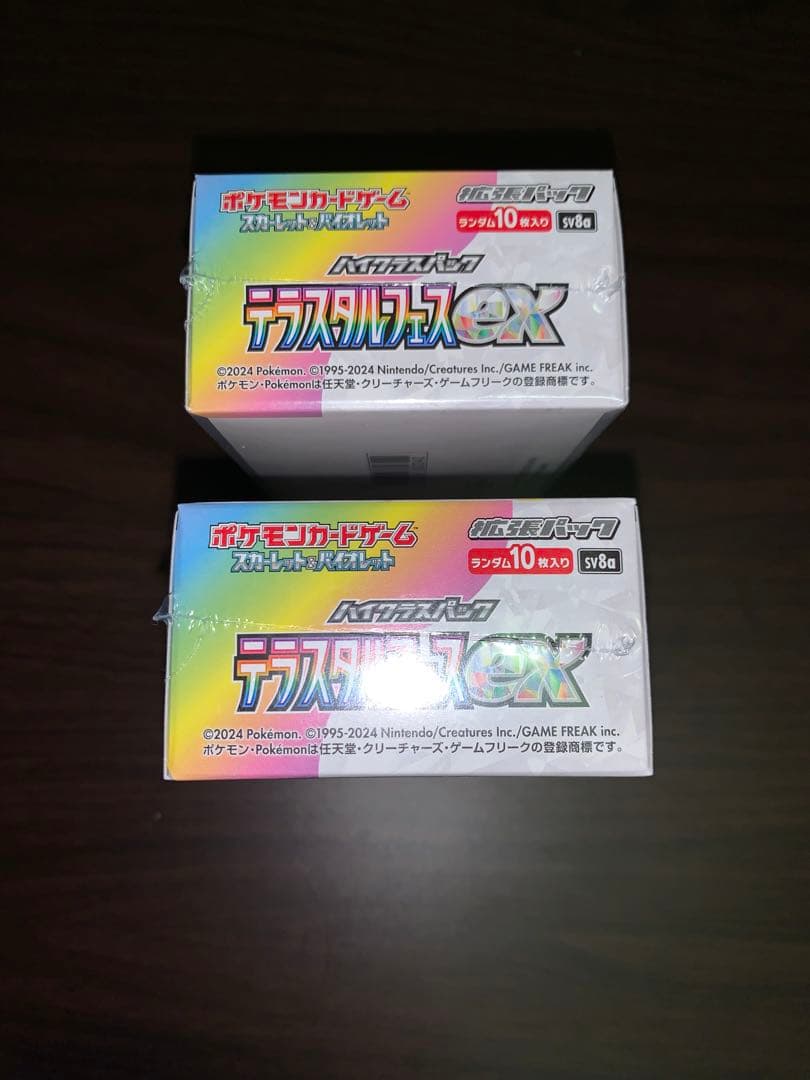 ポケモンカードゲーム
スカーレット&バイオレット
拡張パック
ランダム10枚入り SV8a
ハイクラスパック
テラスタルフェスex
©2024 Pokémon. ©1995-2024 Nintendo/Creatures Inc./GAME FREAK inc.
ポケモン・Pokémonは任天堂・クリーチャーズ・ゲームフリークの登録商標です。
ポケモンカードゲーム
スカーレット&バイオレット
拡張パック
ランダム10枚入り SV8a
ハイクラスパック
テラスタルフェスex
©2024 Pokémon. ©1995-2024 Nintendo/Creatures Inc./GAME FREAK inc.
ポケモン・Pokémonは任天堂・クリーチャーズ・ゲームフリークの登録商標です。